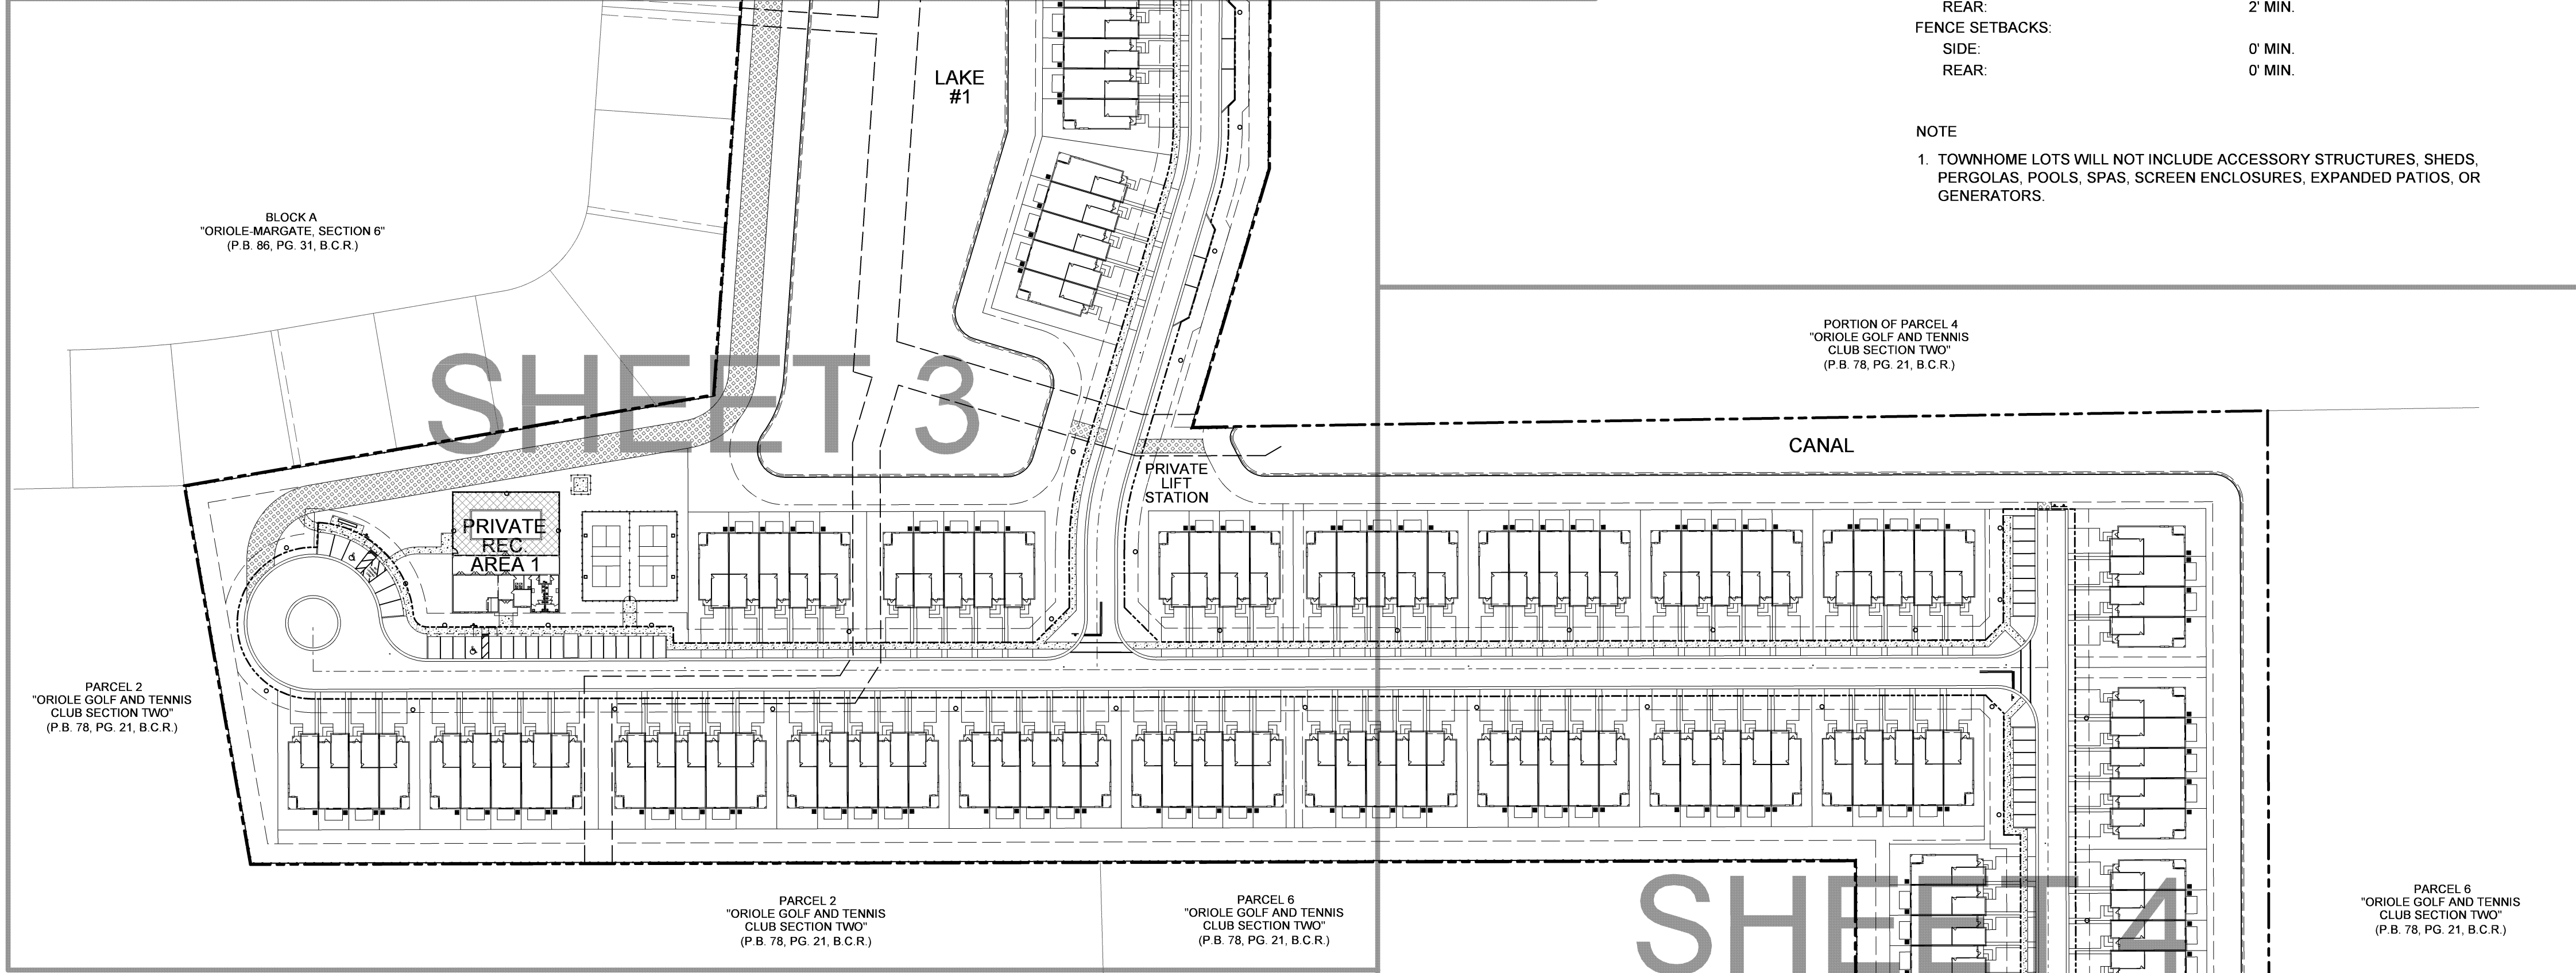 REAR: 2' MIN.
FENCE SETBACKS:
SIDE: 0' MIN.
REAR: 0' MIN.
NOTE
1. TOWNHOME LOTS WILL NOT INCLUDE ACCESSORY STRUCTURES, SHEDS,
PERGOLAS, POOLS, SPAS, SCREEN ENCLOSURES, EXPANDED PATIOS, OR
GENERATORS.
LAKE
#1
BLOCK A
"ORIOLE-MARGATE, SECTION 6"
(P.B. 86, PG. 31, B.C.R.)
SHEET 3
PORTION OF PARCEL 4
"ORIOLE GOLF AND TENNIS
CLUB SECTION TWO"
(P.B. 78, PG. 21, B.C.R.)
CANAL
PRIVATE
LIFT
STATION
PRIVATE
REC
AREA 1
PARCEL 2
"ORIOLE GOLF AND TENNIS
CLUB SECTION TWO"
(P.B. 78, PG. 21, B.C.R.)
PARCEL 2
"ORIOLE GOLF AND TENNIS
CLUB SECTION TWO"
(P.B. 78, PG. 21, B.C.R.)
PARCEL 6
"ORIOLE GOLF AND TENNIS
CLUB SECTION TWO"
(P.B. 78, PG. 21, B.C.R.)
SHEET 4
PARCEL 6
"ORIOLE GOLF AND TENNIS
CLUB SECTION TWO"
(P.B. 78, PG. 21, B.C.R.)